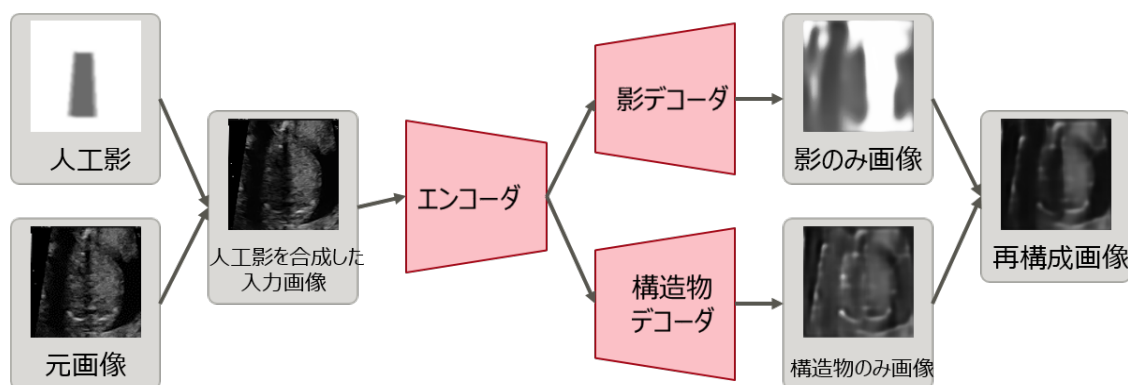 人工影
元画像
人工影を合成した
入力画像
エンコーダ
影デコーダ
構造物
デコーダ
影のみ画像
構造物のみ画像
再構成画像